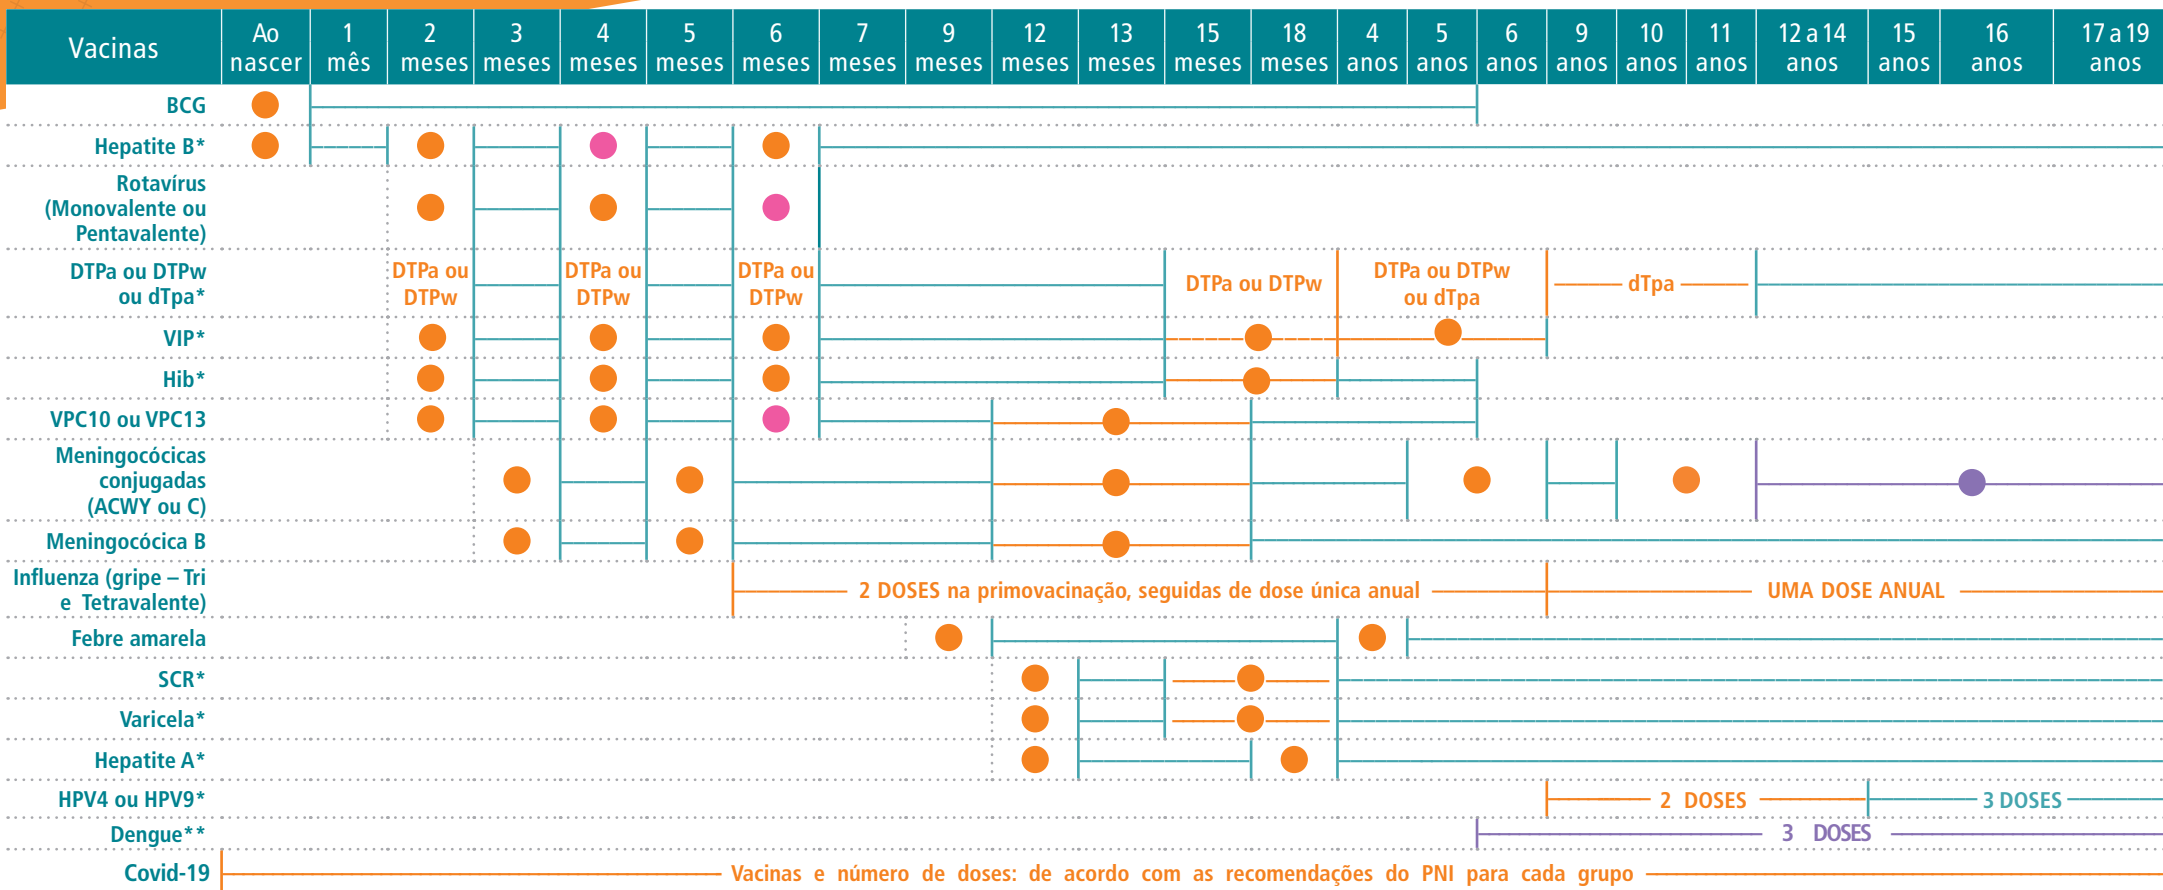 Vacinas
Ao nascer
1 mês
2 meses
3 meses
4 meses
5 meses
6 meses
7 meses
9 meses
12 meses
13 meses
15 meses
18 meses
4 anos
5 anos
6 anos
9 anos
10 anos
11 anos
12 a 14 anos
15 anos
16 anos
17 a 19 anos
BCG
Hepatite B*
Rotavírus
(Monovalente ou
Pentavalente)
DTPa ou DTPw
ou dTpa*
DTPa ou
DTPw
DTPa ou
DTPw
DTPa ou
DTPw
DTPa ou DTPw
DTPa ou DTPw
ou dTpa
dTpa
VIP*
Hib*
VPC10 ou VPC13
Meningocócicas
conjugadas
(ACWY ou C)
Meningocócica B
Influenza (gripe – Tri
e Tetravalente)
2 DOSES na primovacinação, seguidas de dose única anual
UMA DOSE ANUAL
Febre amarela
SCR*
Varicela*
Hepatite A*
HPV4 ou HPV9*
2 DOSES
3 DOSES
Dengue**
3 DOSES
Covid-19
Vacinas e número de doses: de acordo com as recomendações do PNI para cada grupo